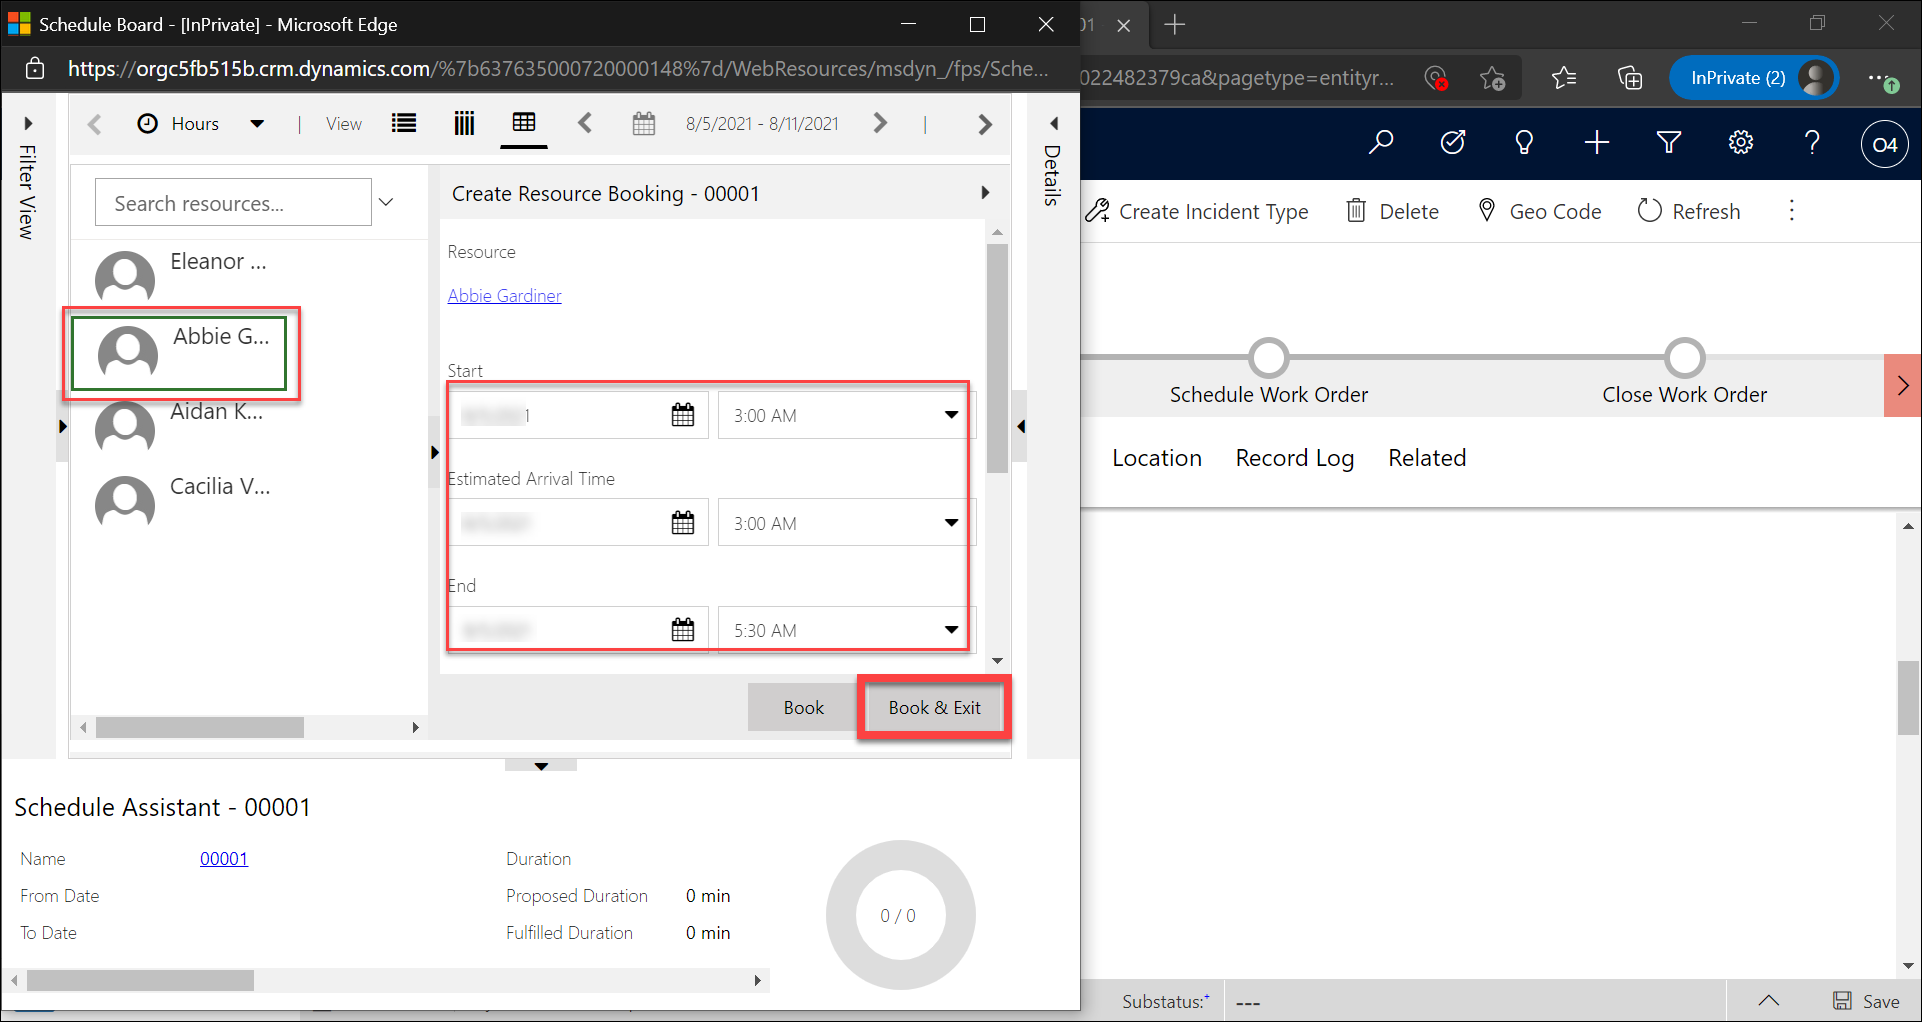 Schedule Board - [InPrivate] - Microsoft Edge
https://orgc5fb515b.crm.dynamics.com/%7b637635000720000148%7d/WebResources/msdyn_/fps/Sche...
01
022482379ca&pagetype=entityr...
InPrivate (2)
Hours
View
8/5/2021 - 8/11/2021
Filter View
Details
Search resources...
Eleanor ...
Abbie G...
Aidan K...
Cacilia V...
Create Resource Booking - 00001
Resource
Abbie Gardiner
Start
1
3:00 AM
Estimated Arrival Time
3:00 AM
End
5:30 AM
Book
Book & Exit
Schedule Assistant - 00001
Name
00001
From Date
To Date
Duration
Proposed Duration
0 min
Fulfilled Duration
0 min
0 / 0
O4
Create Incident Type
Delete
Geo Code
Refresh
Schedule Work Order
Close Work Order
Location
Record Log
Related
Substatus:+
---
Save